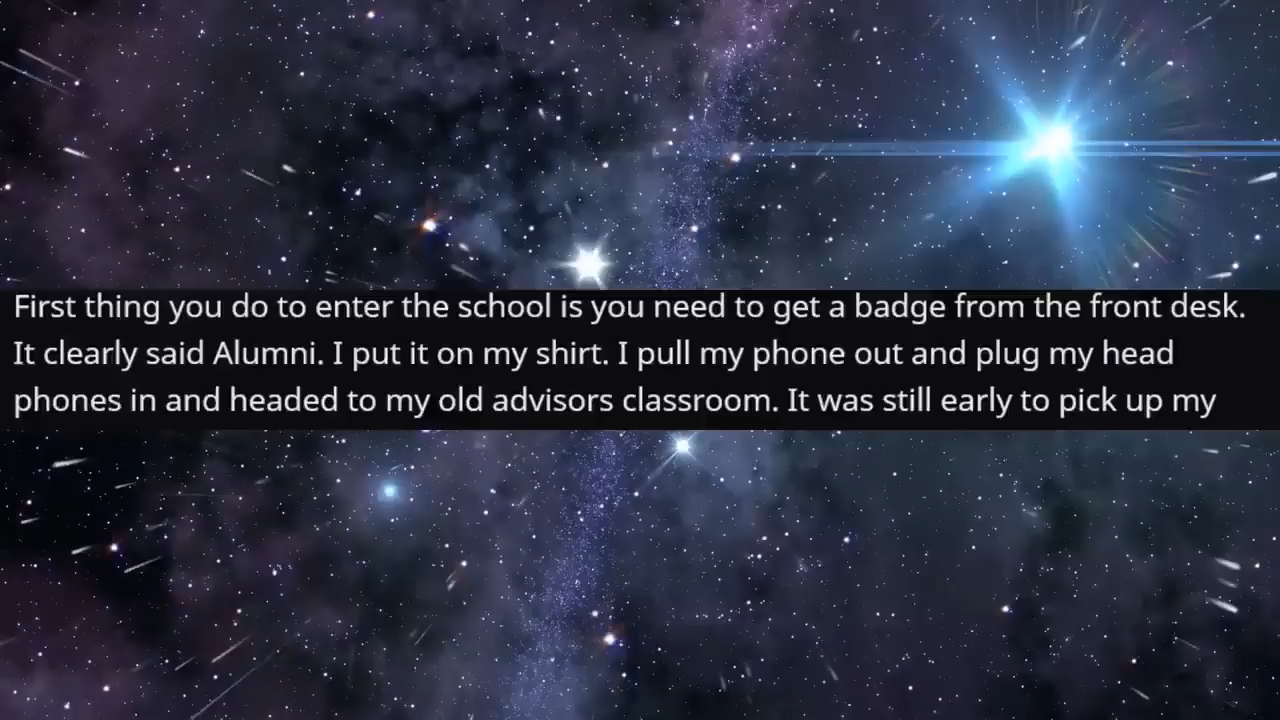 First thing you do to enter the school is you need to get a badge from the front desk.
It clearly said Alumni. I put it on my shirt. I pull my phone out and plug my head
phones in and headed to my old advisors classroom. It was still early to pick up my